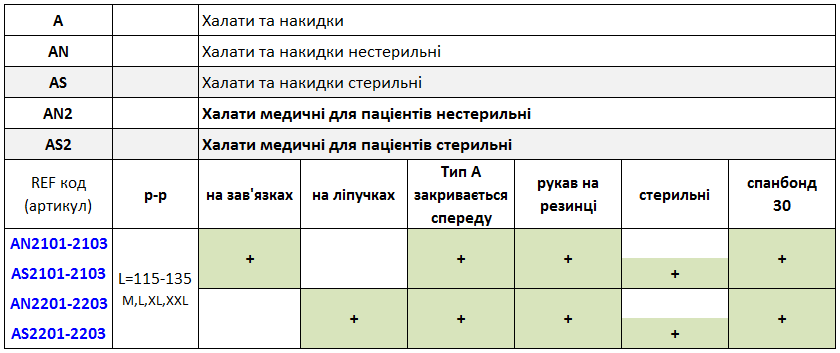 A Халати та накидки
AN Халати та накидки нестерильні
AS Халати та накидки стерильні
AN2 Халати медичні для пацієнтів нестерильні
AS2 Халати медичні для пацієнтів стерильні
REF код (артикул) р-р на зав'язках на ліпучках Тип А закривається спереду рукав на резинці стерильні спанбонд 30
AN2101-2103 + + + +
AS2101-2103 +
L=115-135
M,L,XL,XXL
AN2201-2203 + + + +
AS2201-2203 +